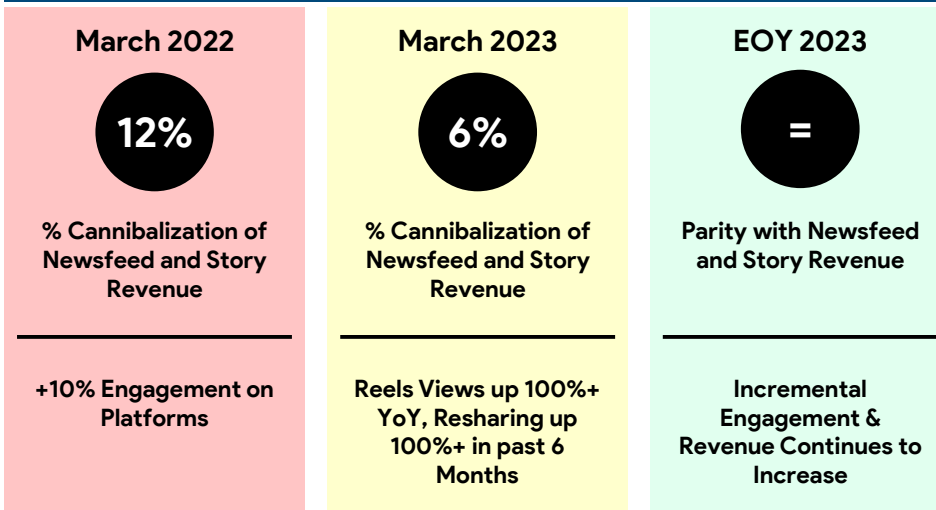 March 2022
12%
% Cannibalization of
Newsfeed and Story
Revenue
+10% Engagement on
Platforms
March 2023
6%
% Cannibalization of
Newsfeed and Story
Revenue
Reels Views up 100%+
YoY, Resharing up
100%+ in past 6
Months
EOY 2023
=
Parity with Newsfeed
and Story Revenue
Incremental
Engagement &
Revenue Continues to
Increase